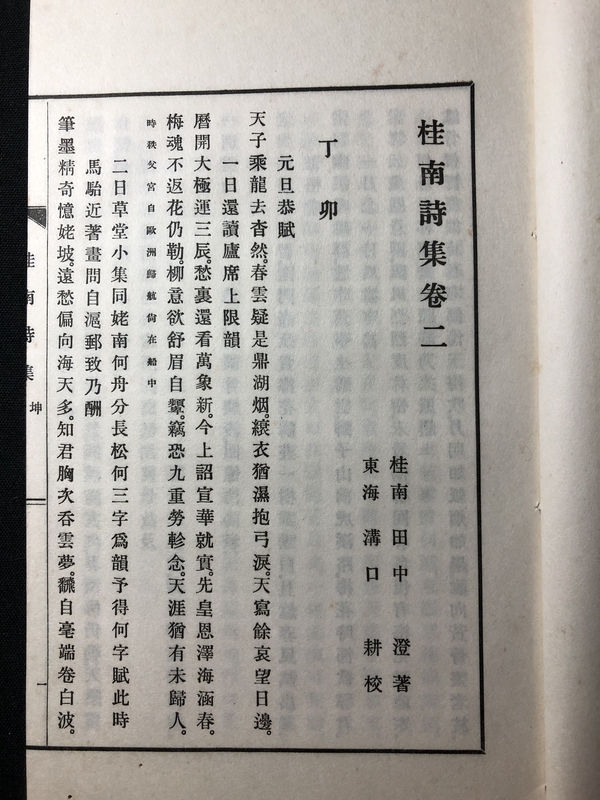 桂南詩集卷二
桂南 田中 澄著
東海 溝口 耕校
丁卯
元旦恭賦
天子乘龍去杳然。春雲疑是鼎湖烟。縗衣猶濕抱弓淚。天寫餘哀望日邊。
一日還讀廬席上限韻
曆開大極運三辰。愁裏還看萬象新。今上詔宣華就實。先皇恩澤海涵春。
梅魂不返花仍勒。柳意欲舒眉自顰。竊恐九重勞軫念。天涯猶有未歸人。
時秩父宮自歐洲歸航尙在船中
二日草堂小集同姥南何舟分長松何三字爲韻予得何字賦此時
馬駘近著畫問自滬郵致乃酬
筆墨精奇憶姥坡。遠愁偏向海天多。知君胸次吞雲夢。飜自毫端卷白波。
桂南詩集 坤
一